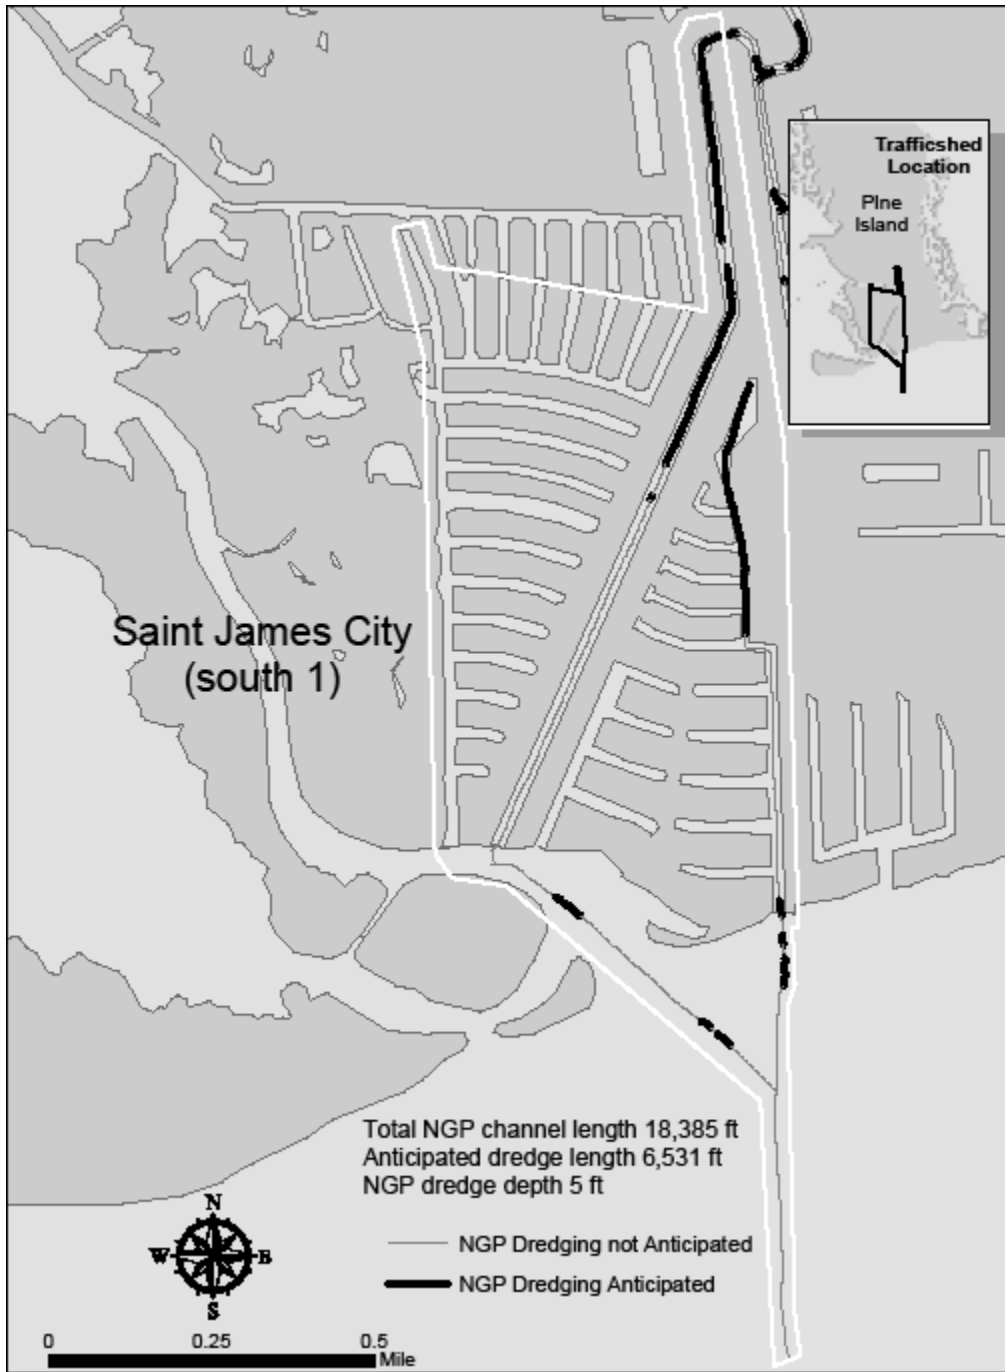 Trafficshed
Location
PIne
Island
Saint James City
(south 1)
Total NGP channel length 18,385 ft
Anticipated dredge length 6,531 ft
NGP dredge depth 5 ft
NGP Dredging not Anticipated
NGP Dredging Anticipated
N
W E
S
0 0.25 0.5
Mile